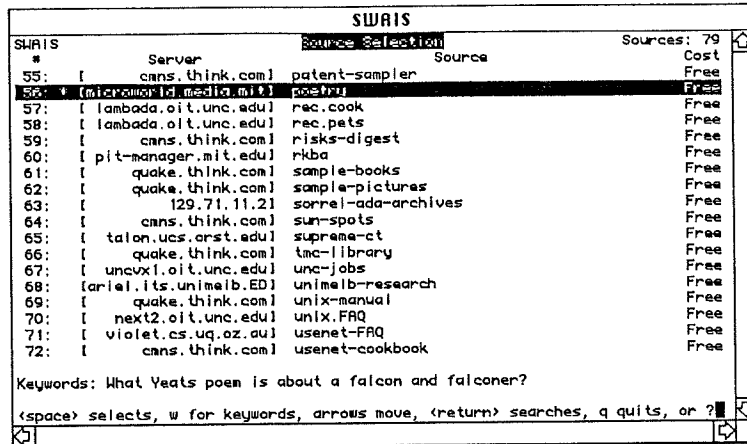 SWAIS
SWAIS Source Selection Sources: 79
# Server Source Cost
55: [ cmns.think.com] patent-sampler Free
56: * [microworld.media.mit] poetry Free
57: [ lambada.oit.unc.edu] rec.cook Free
58: [ lambada.oit.unc.edu] rec.pets Free
59: [ cmns.think.com] risks-digest Free
60: [ pit-manager.mit.edu] rkba Free
61: [ quake.think.com] sample-books Free
62: [ quake.think.com] sample-pictures Free
63: [ 129.71.11.2] sorrel-ada-archives Free
64: [ cmns.think.com] sun-spots Free
65: [ talon.ucs.orst.edu] supreme-ct Free
66: [ quake.think.com] tmc-library Free
67: [ uncvx1.oit.unc.edu] unc-jobs Free
68: [ariel.its.unimelb.ED] unimelb-research Free
69: [ quake.think.com] unix-manual Free
70: [ next2.oit.unc.edu] unix.FAQ Free
71: [ violet.cs.uq.oz.au] usenet-FAQ Free
72: [ cmns.think.com] usenet-cookbook Free
Keywords: What Yeats poem is about a falcon and falconer?
<space> selects, w for keywords, arrows move, <return> searches, q quits, or ?